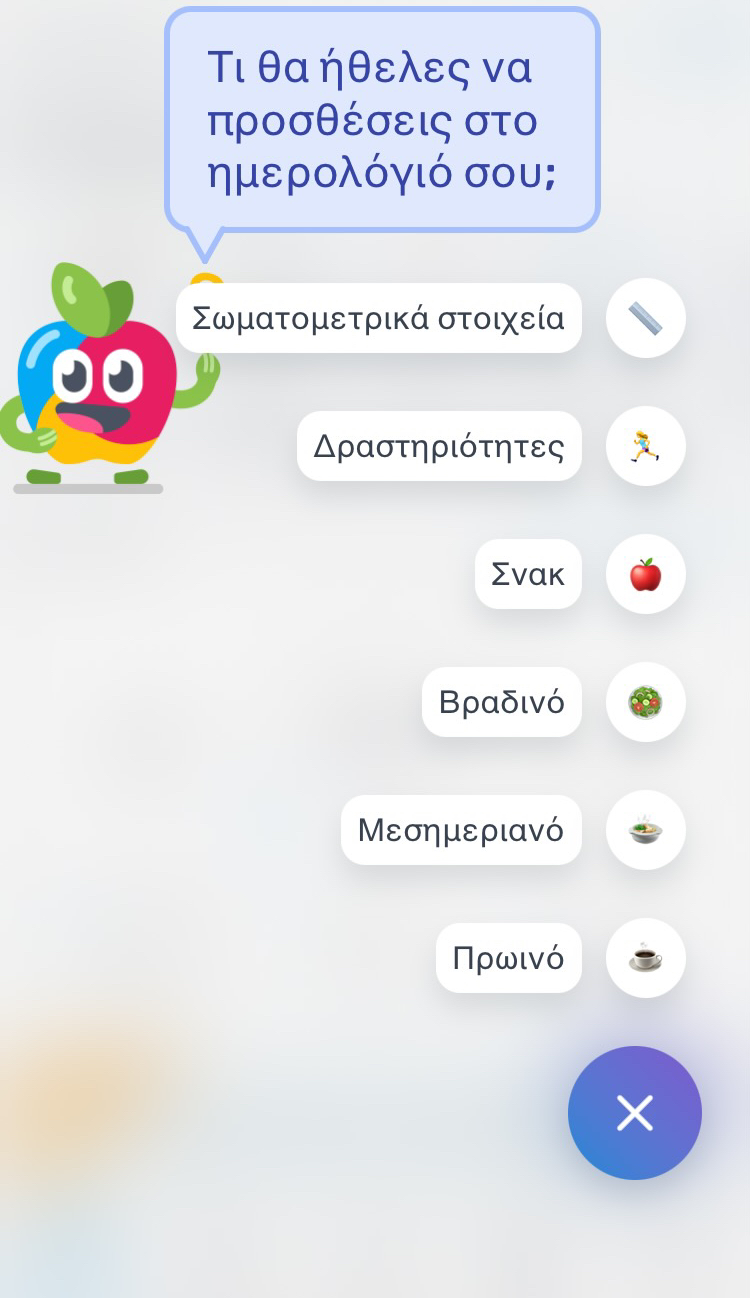 Τι θα ήθελες να
προσθέσεις στο
ημερολόγιό σου;
Σωματομετρικά στοιχεία
Δραστηριότητες
Σνακ
Βραδινό
Μεσημεριανό
Πρωινό